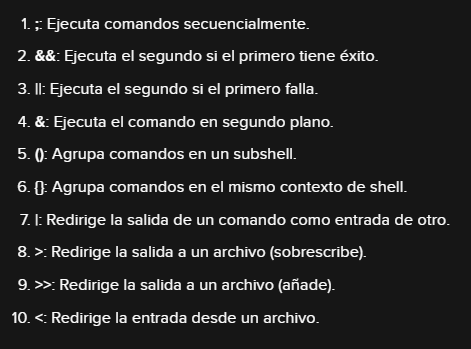 1. ;: Ejecuta comandos secuencialmente.
2. &&: Ejecuta el segundo si el primero tiene éxito.
3. ||: Ejecuta el segundo si el primero falla.
4. &: Ejecuta el comando en segundo plano.
5. (): Agrupa comandos en un subshell.
6. {}: Agrupa comandos en el mismo contexto de shell.
7. |: Redirige la salida de un comando como entrada de otro.
8. >: Redirige la salida a un archivo (sobrescribe).
9. >>: Redirige la salida a un archivo (añade).
10. <: Redirige la entrada desde un archivo.